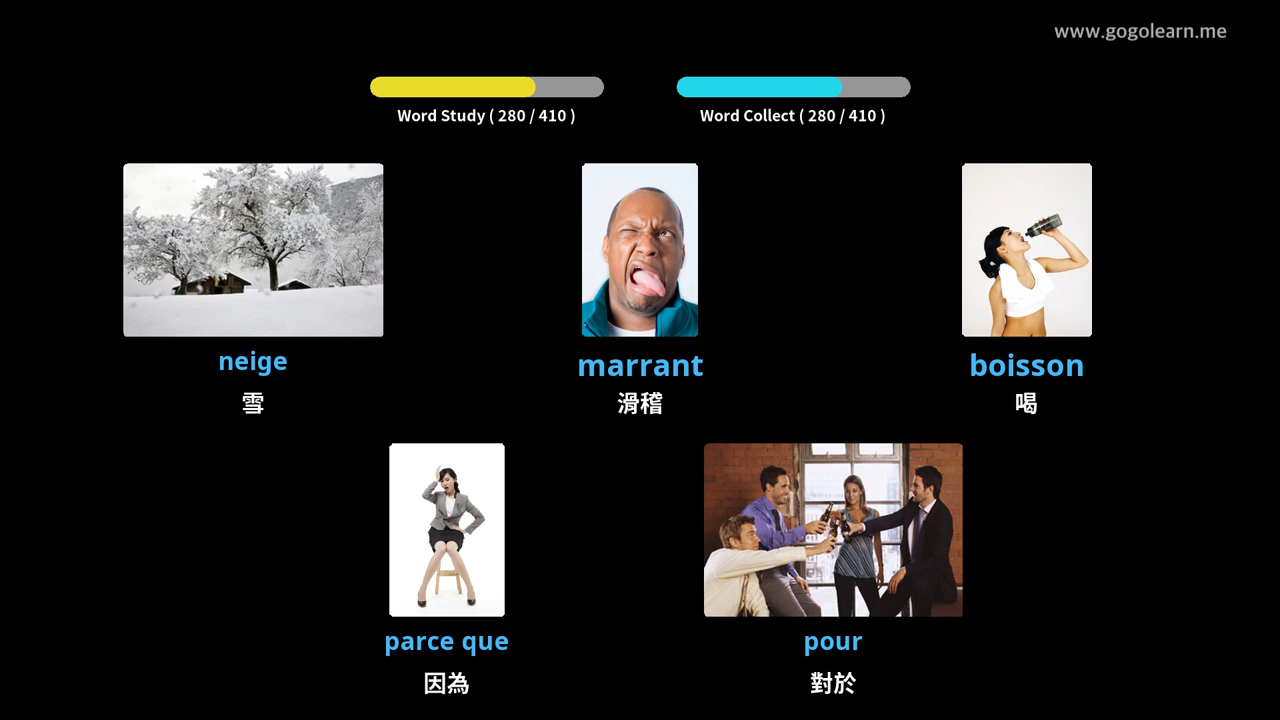 www.gogolearn.me
Word Study ( 280 / 410 )
Word Collect ( 280 / 410 )
neige
雪
marrant
滑稽
boisson
喝
parce que
因為
pour
對於